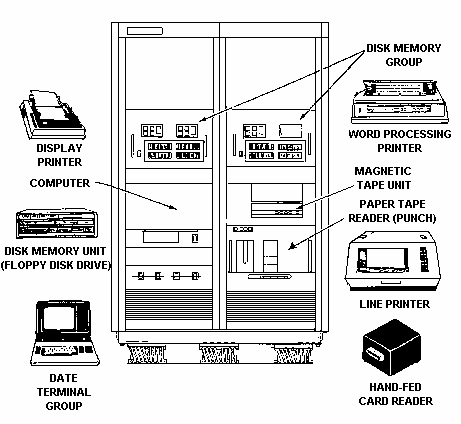 DISK MEMORY
GROUP
DISPLAY
PRINTER
WORD PROCESSING
PRINTER
COMPUTER
MAGNETIC
TAPE UNIT
PAPER TAPE
READER (PUNCH)
DISK MEMORY UNIT
(FLOPPY DISK DRIVE)
LINE PRINTER
DATE
TERMINAL
GROUP
HAND-FED
CARD READER